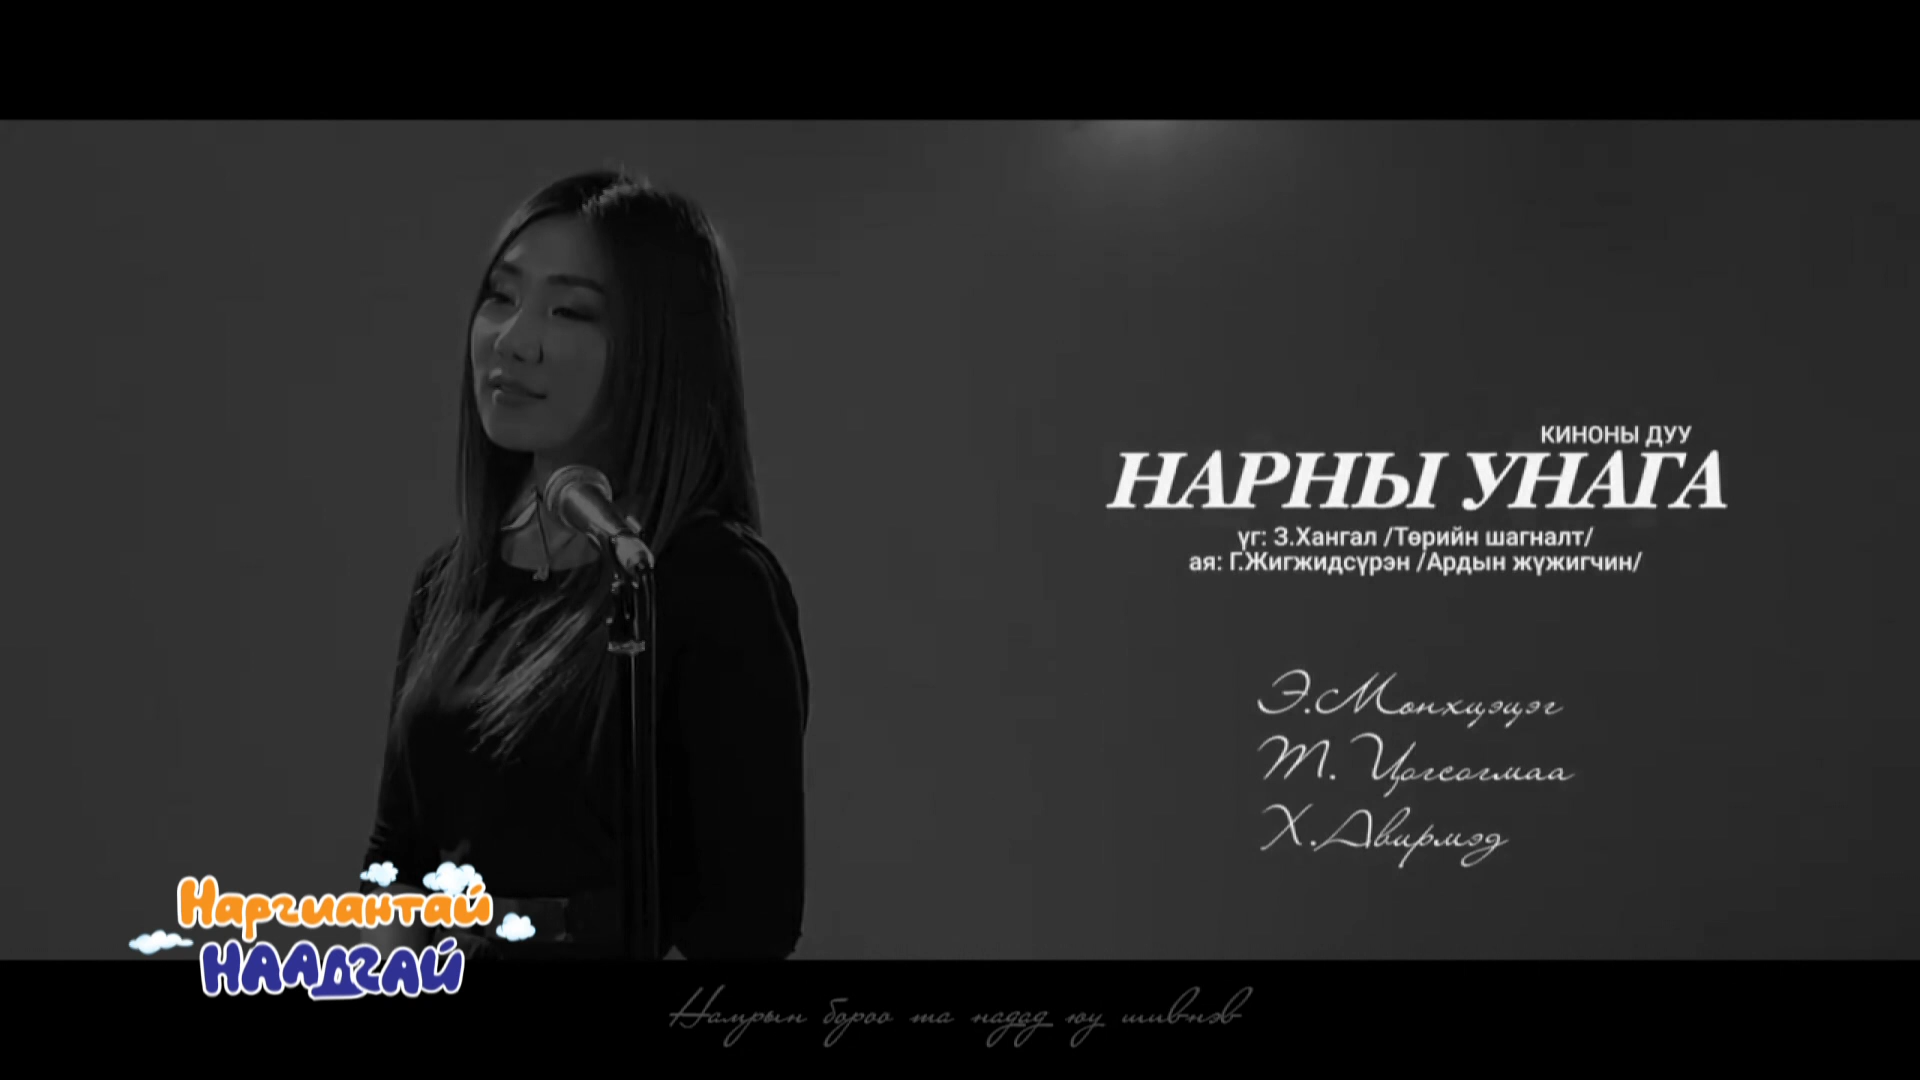 КИНОНЫ ДУУ
НАРНЫ УНАГА
үг: З.Хангал /Төрийн шагналт/
ая: Г.Жигжидсүрэн /Ардын жүжигчин/
Э.Мөнхцэцэг
Т. Цогсогмаа
Х.Авирмэд
Наргиантай
НААДГАЙ
Намрын бороо та надад юу шивнэв